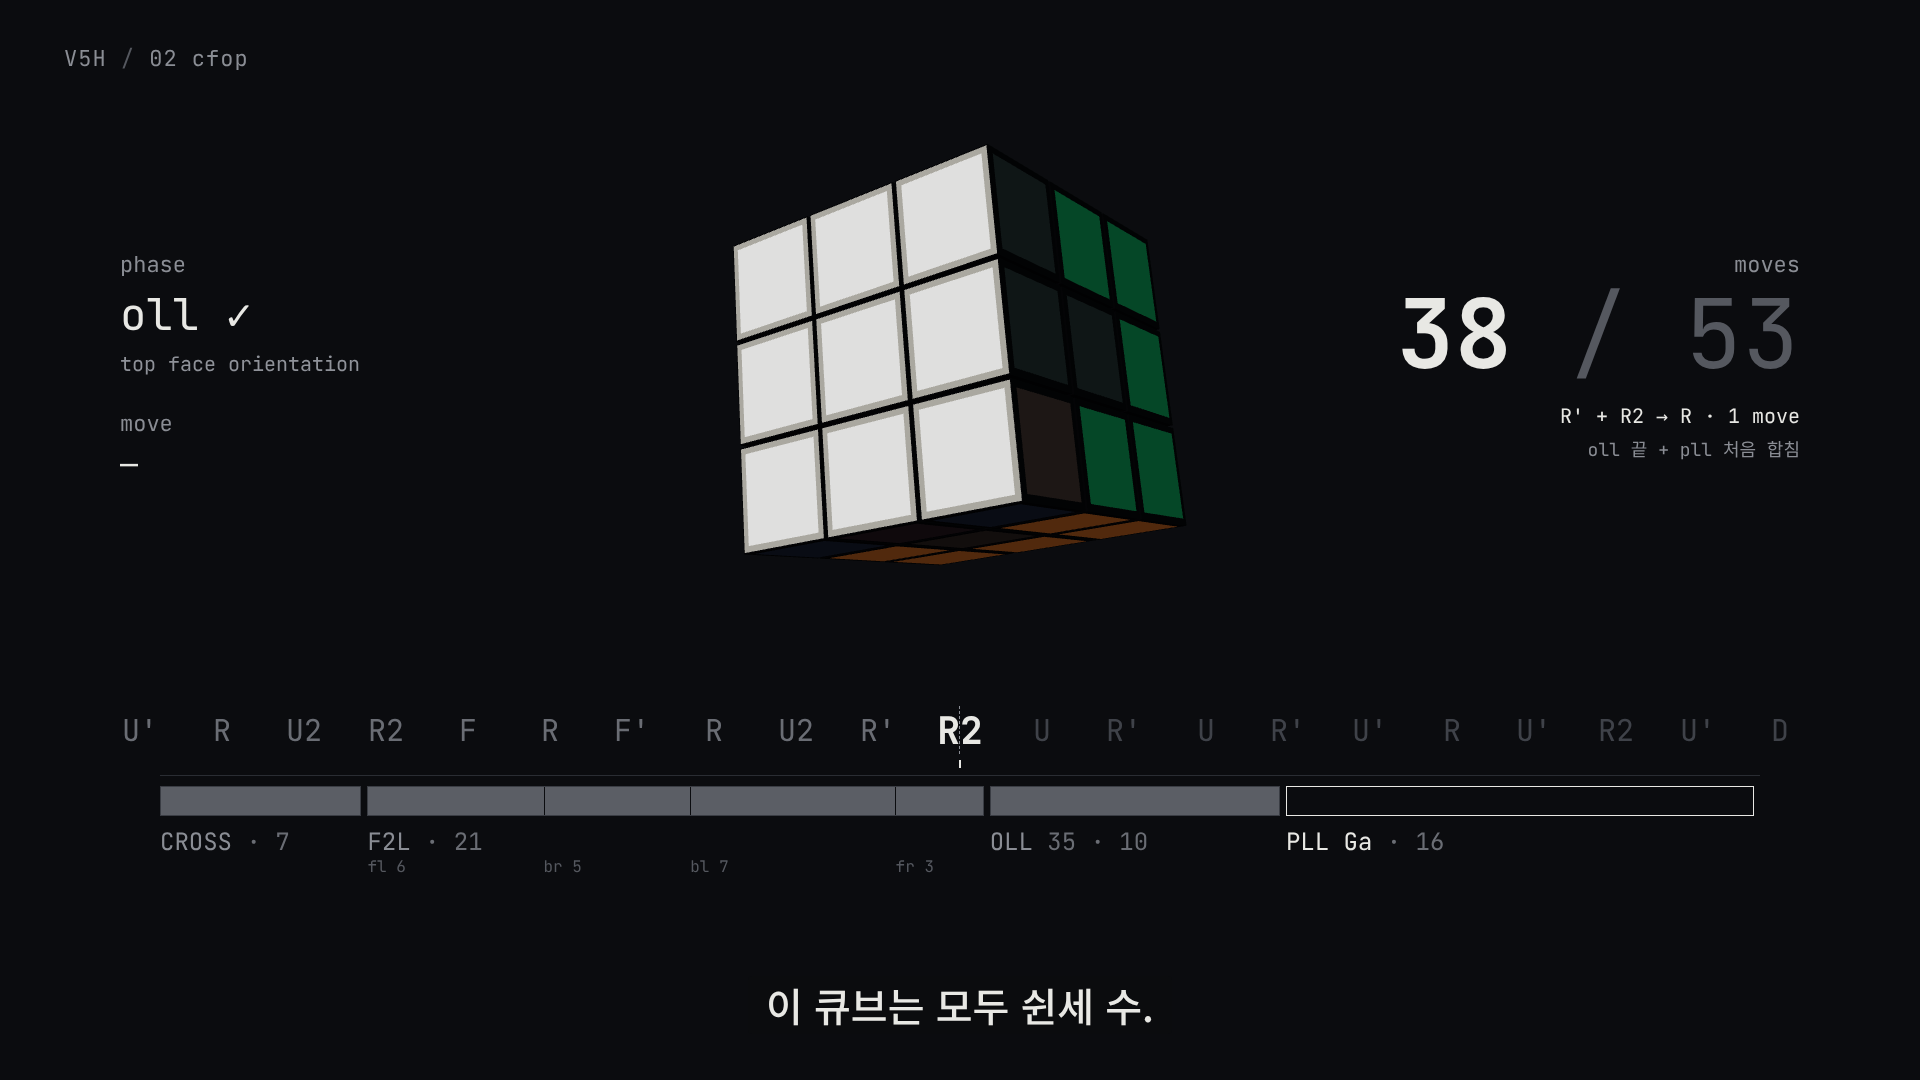 V5H / 02 cfop
phase
oll ✓
top face orientation
move
—
moves
38 / 53
R' + R2 → R · 1 move
oll 끝 + pll 처음 합침
U' R U2 R2 F R F' R U2 R' R2 U R' U R' U' R U' R2 U' D
CROSS · 7 F2L · 21 OLL 35 · 10 PLL Ga · 16
fl 6 br 5 bl 7 fr 3
이 큐브는 모두 쉰세 수.